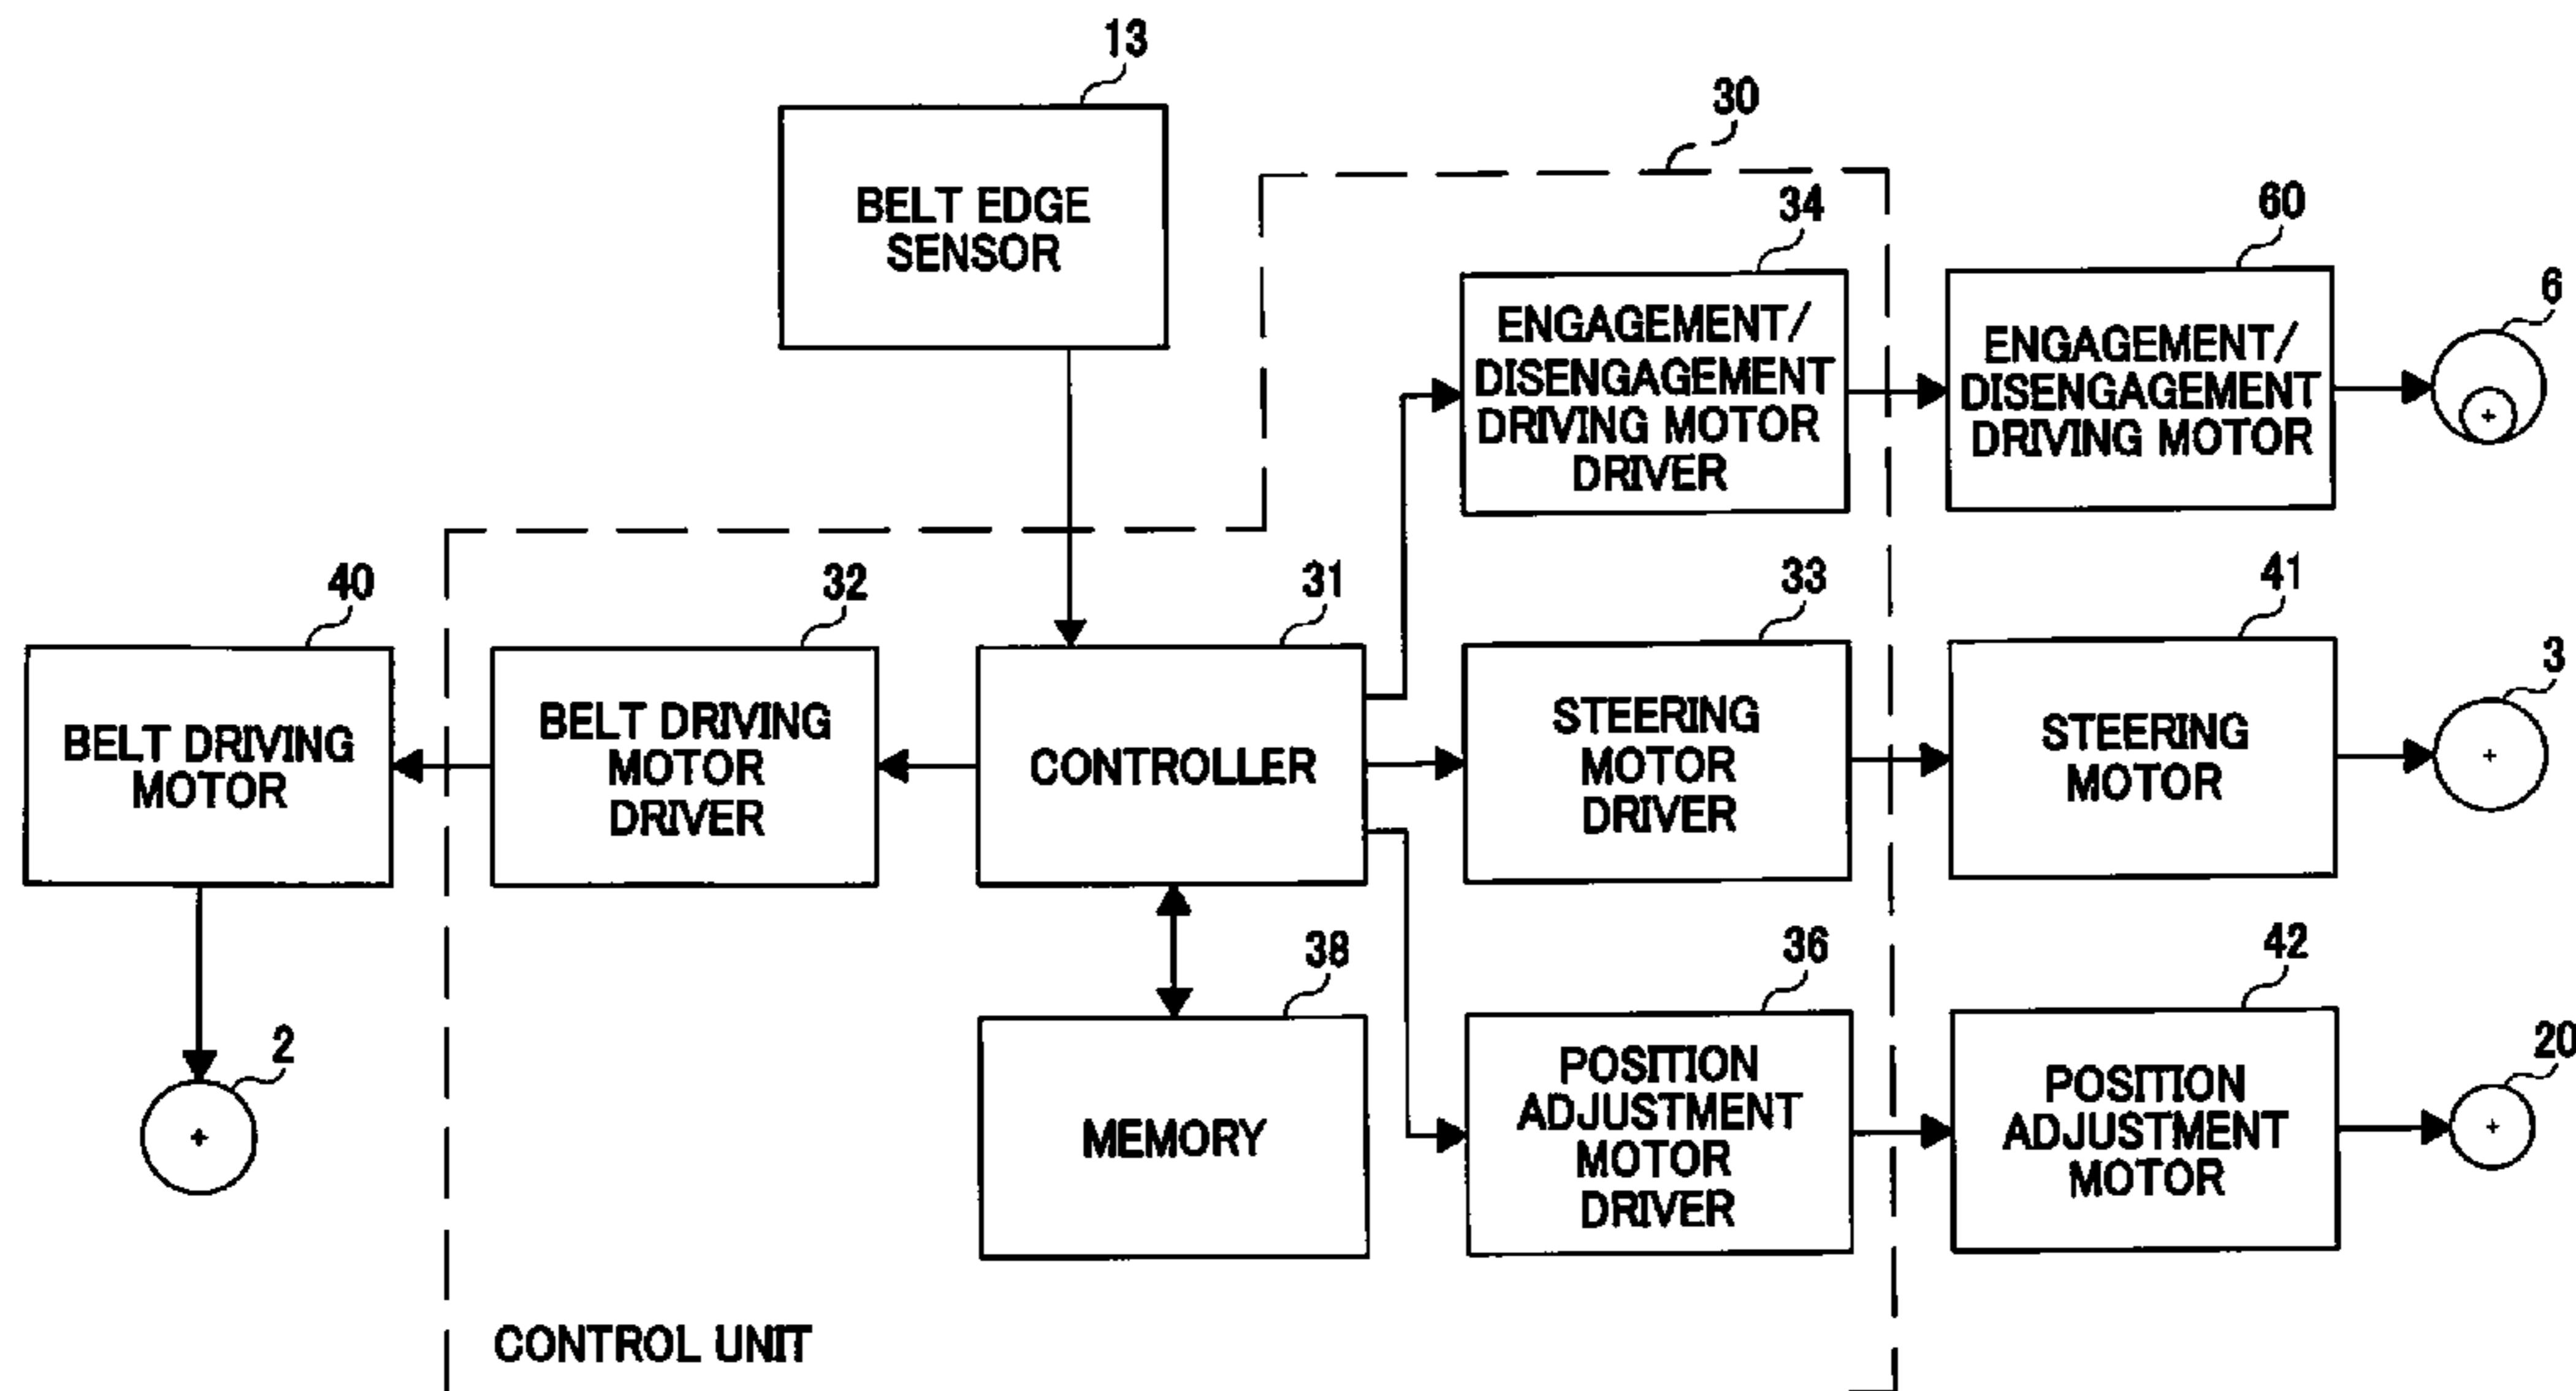 13
BELT EDGE
SENSOR
30
34
ENGAGEMENT/
DISENGAGEMENT
DRIVING MOTOR
DRIVER
60
ENGAGEMENT/
DISENGAGEMENT
DRIVING MOTOR
6
40
BELT DRIVING
MOTOR
32
BELT DRIVING
MOTOR
DRIVER
31
CONTROLLER
33
STEERING
MOTOR
DRIVER
41
STEERING
MOTOR
3
2
38
MEMORY
36
POSITION
ADJUSTMENT
MOTOR
DRIVER
42
POSITION
ADJUSTMENT
MOTOR
20
CONTROL UNIT